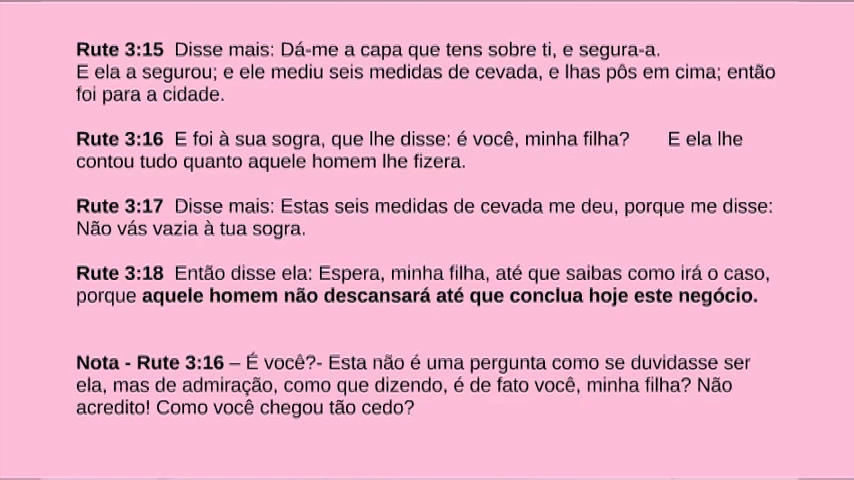 Rute 3:15 Disse mais: Dá-me a capa que tens sobre ti, e segura-a.
E ela a segurou; e ele mediu seis medidas de cevada, e lhas pôs em cima; então
foi para a cidade.
Rute 3:16 E foi à sua sogra, que lhe disse: é você, minha filha? E ela lhe
contou tudo quanto aquele homem lhe fizera.
Rute 3:17 Disse mais: Estas seis medidas de cevada me deu, porque me disse:
Não vás vazia à tua sogra.
Rute 3:18 Então disse ela: Espera, minha filha, até que saibas como irá o caso,
porque aquele homem não descansará até que conclua hoje este negócio.
Nota - Rute 3:16 – É você?- Esta não é uma pergunta como se duvidasse ser
ela, mas de admiração, como que dizendo, é de fato você, minha filha? Não
acredito! Como você chegou tão cedo?